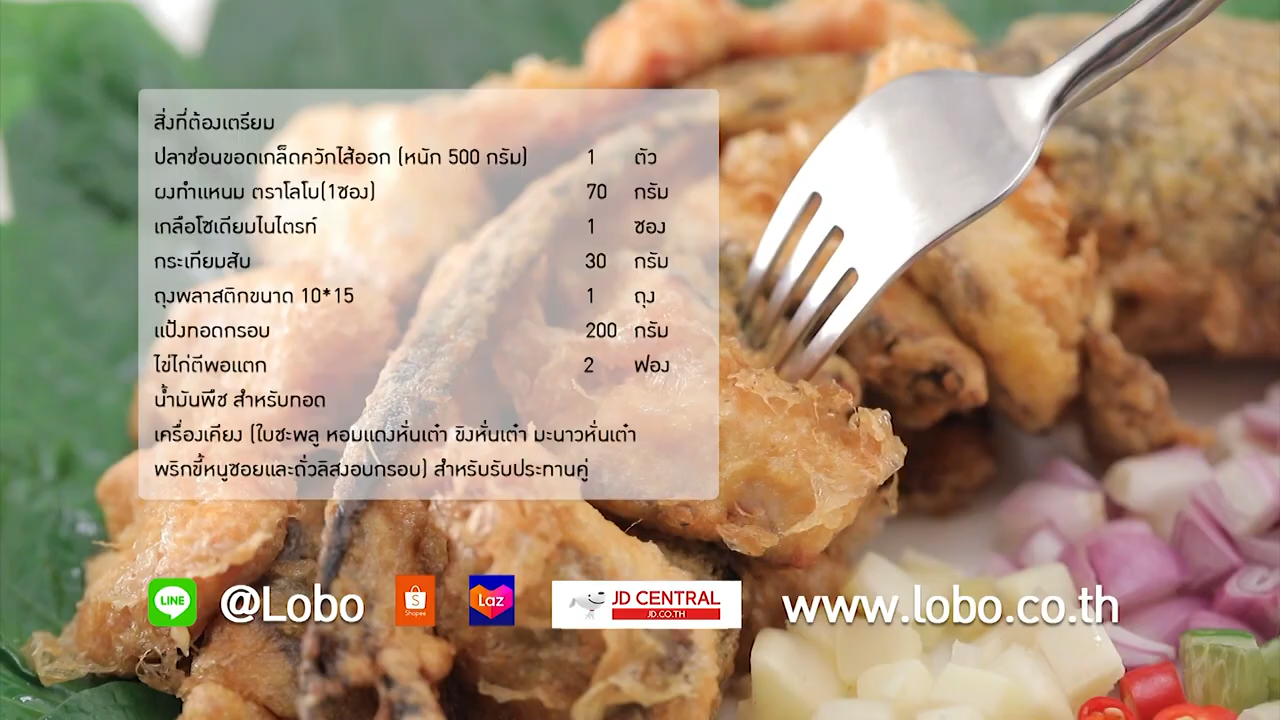 สิ่งที่ต้องเตรียม
ปลาช่อนขอดเกล็ดควักไส้ออก (หนัก 500 กรัม) 1 ตัว
ผงทำแหนม ตราโลโบ(1ซอง) 70 กรัม
เกลือโซเดียมไนไตรท์ 1 ซอง
กระเทียมสับ 30 กรัม
ถุงพลาสติกขนาด 10*15 1 ถุง
แป้งทอดกรอบ 200 กรัม
ไข่ไก่ตีพอแตก 2 ฟอง
น้ำมันพืช สำหรับทอด
เครื่องเคียง (ใบชะพลู หอมแดงหั่นเต๋า ขิงหั่นเต๋า มะนาวหั่นเต๋า
พริกขี้หนูซอยและถั่วลิสงอบกรอบ) สำหรับรับประทานคู่
LINE @Lobo Shopee Laz JD CENTRAL www.lobo.co.th
JD.CO.TH